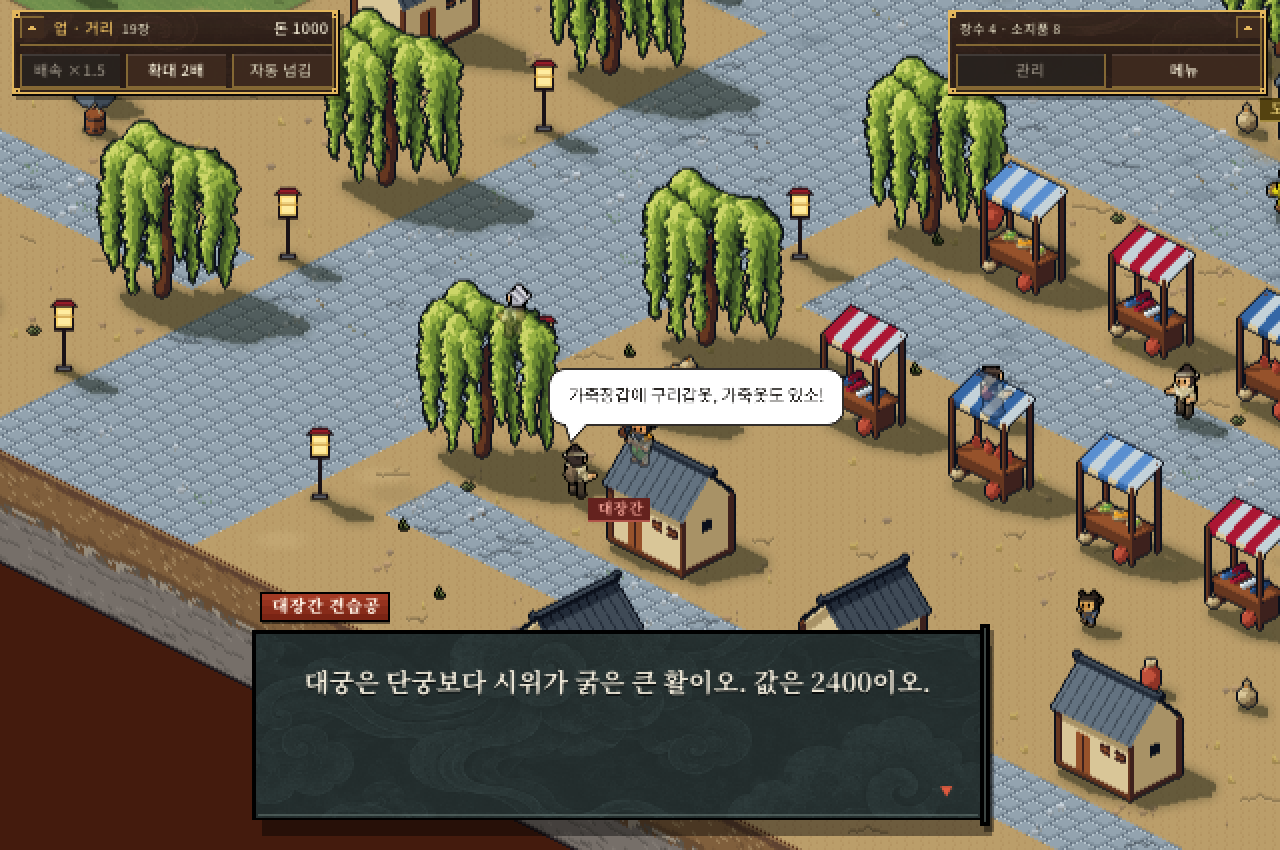 업 · 거리 19장 돈 1000
배속 ×1.5 확대 2배 자동 넘김
장수 4 · 소지품 8
관리 메뉴
가죽장갑에 구리갑옷, 가죽옷도 있소!
대장간
대장간 견습공
대궁은 단궁보다 시위가 굵은 큰 활이오. 값은 2400이오.